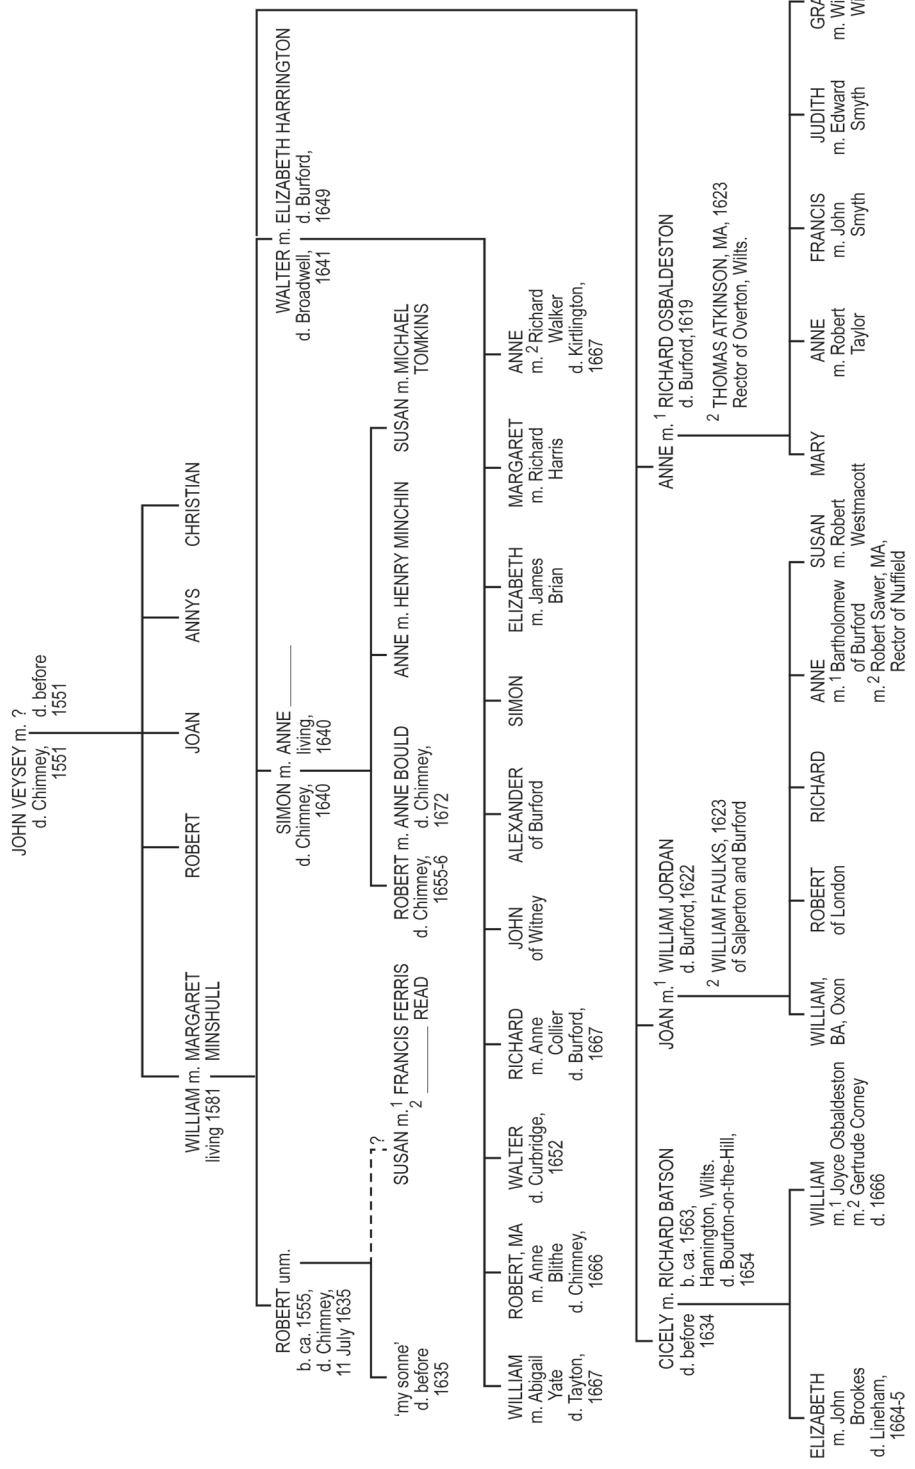 JOHN VEYSEY m. ?
d. Chimney, d. before
1551 1551
WILLIAM m. MARGARET
living 1581 MINSHULL
ROBERT
JOAN
ANNYS
CHRISTIAN
ROBERT unm.
b. ca. 1555,
d. Chimney,
11 July 1635
SIMON m. ANNE
d. Chimney, living,
1640 1640
WALTER m. ELIZABETH HARRINGTON
d. Broadwell, d. Burford,
1641 1649
'my sonne'
d. before
1635
?
SUSAN m.1 FRANCIS FERRIS
2 READ
ROBERT m. ANNE BOULD
d. Chimney, d. Chimney,
1655-6 1672
ANNE m. HENRY MINCHIN
SUSAN m. MICHAEL
TOMKINS
WILLIAM
m. Abigail
Yate
d. Tayton,
1667
ROBERT, MA
m. Anne
Blithe
d. Chimney,
1666
WALTER
d. Curbridge,
1652
RICHARD
m. Anne
Collier
d. Burford,
1667
JOHN
of Witney
ALEXANDER
of Burford
SIMON
ELIZABETH
m. James
Brian
MARGARET
m. Richard
Harris
ANNE
m. 2 Richard
Walker
d. Kirtlington,
1667
CICELY m. RICHARD BATSON
d. before b. ca. 1563,
1634 Hannington, Wilts.
d. Bourton-on-the-Hill,
1654
JOAN m.1 WILLIAM JORDAN
d. Burford,1622
2 WILLIAM FAULKS, 1623
of Salperton and Burford
ANNE m. 1 RICHARD OSBALDESTON
d. Burford,1619
2 THOMAS ATKINSON, MA, 1623
Rector of Overton, Wilts.
ELIZABETH
m. John
Brookes
d. Lineham,
1664-5
WILLIAM
m.1 Joyce Osbaldeston
m.2 Gertrude Corney
d. 1666
WILLIAM,
BA, Oxon
ROBERT
of London
RICHARD
ANNE
m. 1 Bartholomew
of Burford
m. 2 Robert Sawer, MA,
Rector of Nuffield
SUSAN
m. Robert
Westmacott
MARY
ANNE
m. Robert
Taylor
FRANCIS
m. John
Smyth
JUDITH
m. Edward
Smyth
GRA
m. Wi
Wi